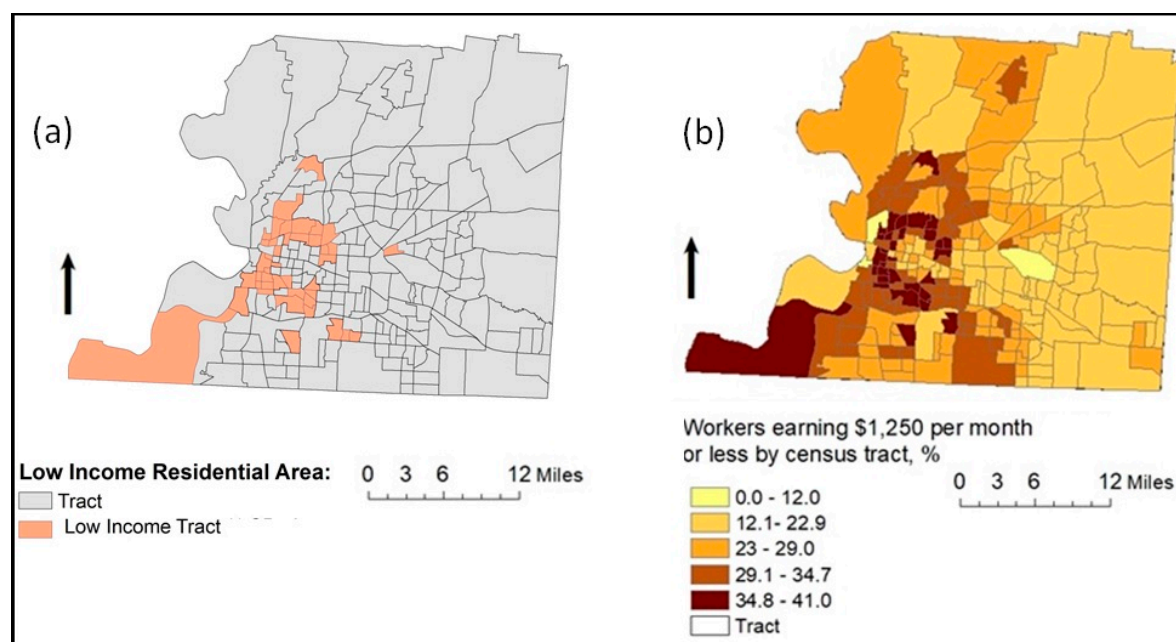 (a)
(b)
Low Income Residential Area:
Tract
Low Income Tract
0 3 6 12 Miles
Workers earning $1,250 per month
or less by census tract, %
0.0 - 12.0
12.1- 22.9
23 - 29.0
29.1 - 34.7
34.8 - 41.0
Tract
0 3 6 12 Miles